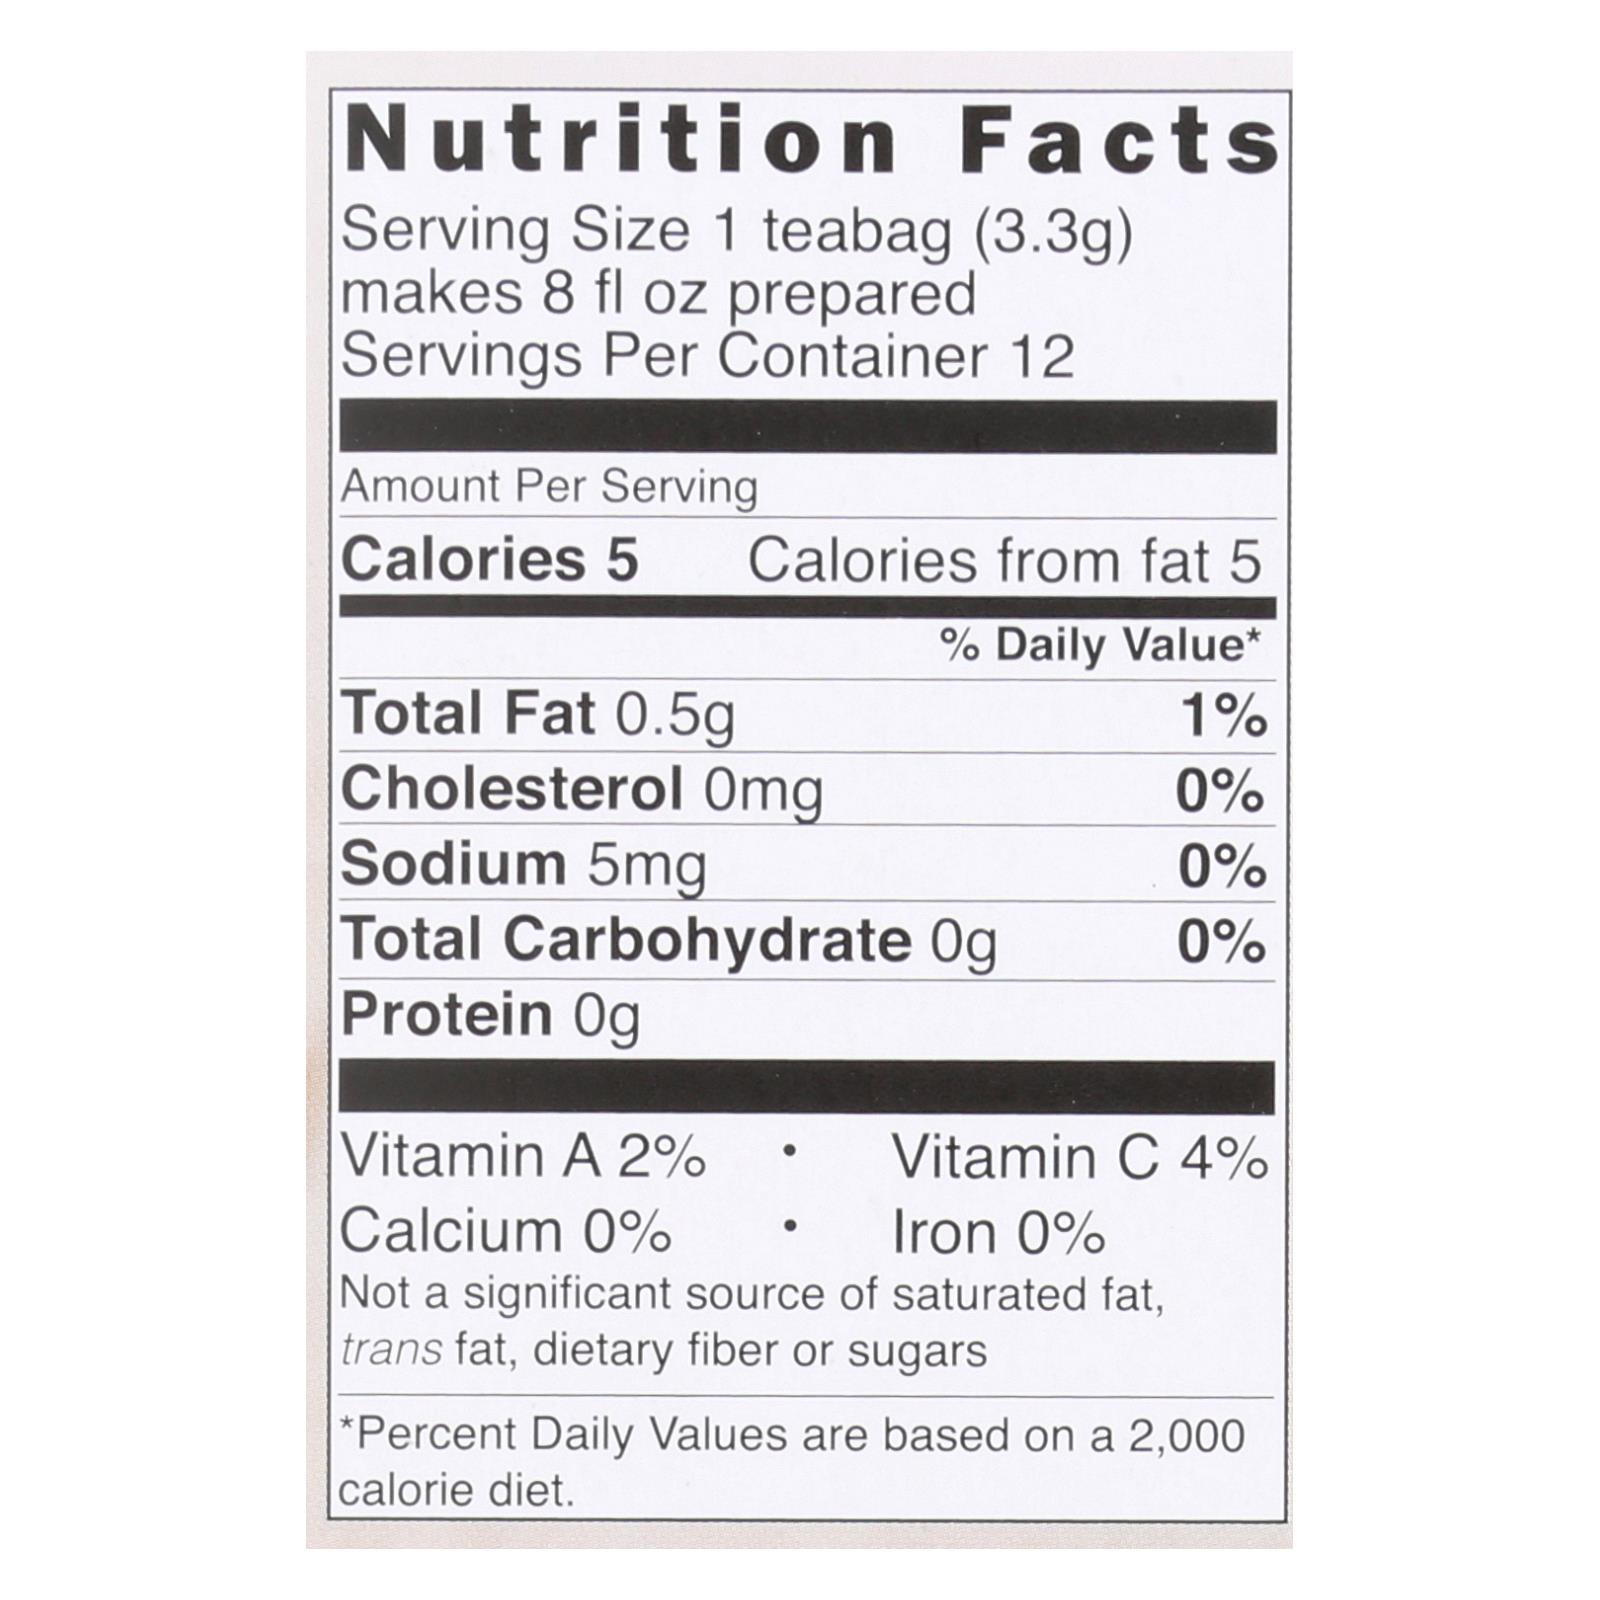 Nutrition Facts
Serving Size 1 teabag (3.3g)
makes 8 fl oz prepared
Servings Per Container 12
Amount Per Serving
Calories 5 Calories from fat 5
% Daily Value*
Total Fat 0.5g 1%
Cholesterol 0mg 0%
Sodium 5mg 0%
Total Carbohydrate 0g 0%
Protein 0g
Vitamin A 2% • Vitamin C 4%
Calcium 0% • Iron 0%
Not a significant source of saturated fat,
trans fat, dietary fiber or sugars
*Percent Daily Values are based on a 2,000
calorie diet.